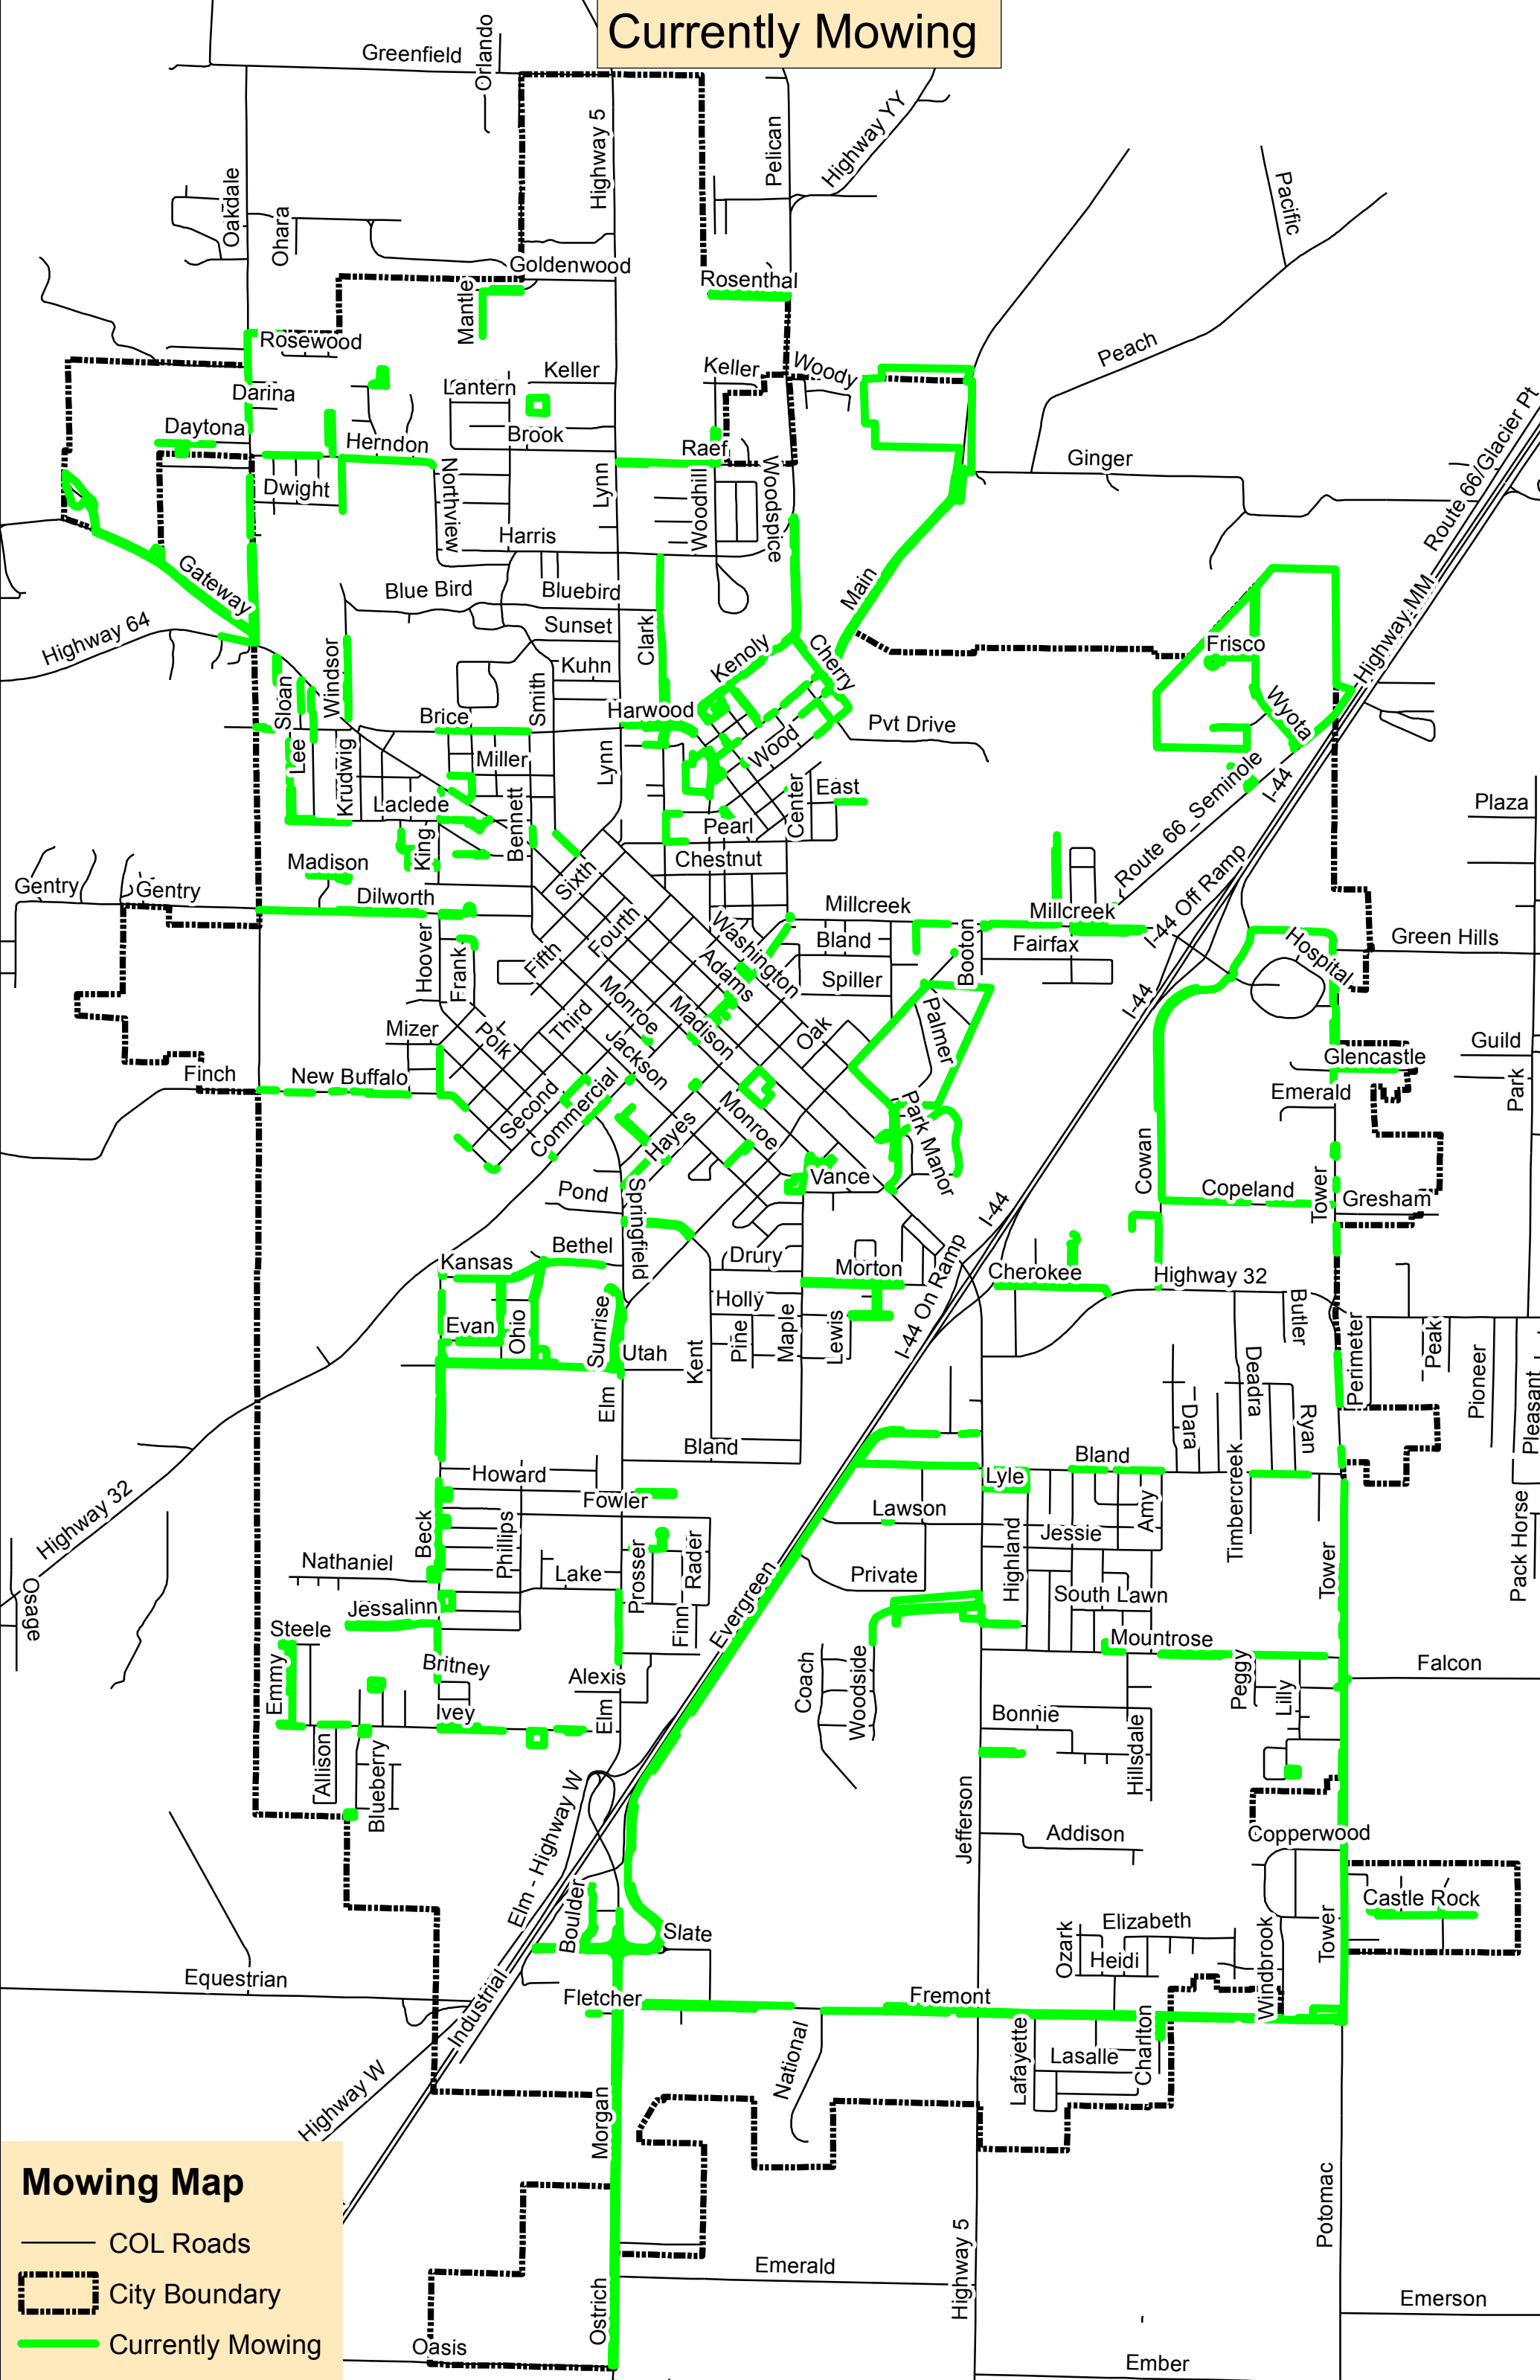 Currently Mowing
Greenfield
Orlando
Highway 5
Pelican
Highway YY
Pacific
Oakdale
Ohara
Goldenwood
Rosenthal
Mantle
Rosewood
Peach
Keller
Keller
Woody
Darina
Lantern
Daytona
Herndon
Brook
Raef
Ginger
Route 66/Glacier Pt
Dwight
Northview
Lynn
Woodhill
Woodspice
Harris
Gateway
Blue Bird
Bluebird
Main
Highway MM
Highway 64
Sunset
Clark
Kenoly
Cherry
Frisco
Kuhn
Windsor
Sloan
Smith
Brice
Harwood
Wyota
Pvt Drive
Wood
Lee
Krudwig
Miller
Lynn
Route 66_Seminole
I-44
Center
East
Plaza
Laclede
Bennett
Pearl
King
Madison
Chestnut
Sixth
Gentry
Gentry
Dilworth
Millcreek
Millcreek
I-44 Off Ramp
Fourth
Washington
Bland
Booton
Fairfax
Green Hills
Hospital
Hoover
Frank
Fifth
Adams
Spiller
Monroe
Madison
I-44
Third
Palmer
Mizer
Polk
Jackson
Oak
Guild
Glencastle
Finch
New Buffalo
Emerald
Park
Second
Commercial
Monroe
Park Manor
Hayes
Cowan
Vance
Pond
Springfield
Copeland
Tower
Gresham
I-44
Bethel
Kansas
Drury
Morton
I-44 On Ramp
Cherokee
Highway 32
Holly
Butler
Evan
Ohio
Sunrise
Pine
Maple
Lewis
Peak
Utah
Kent
Perimeter
Deadra
Pioneer
Elm
Dara
Ryan
Pleasant
Bland
Bland
Howard
Lyle
Timbercreek
Highway 32
Fowler
Lawson
Amy
Beck
Phillips
Highland
Jessie
Pack Horse
Nathaniel
Lake
Prosser
Rader
Private
Tower
Osage
Jessalinn
Finn
Evergreen
South Lawn
Steele
Mountrose
Emmy
Britney
Alexis
Coach
Woodside
Peggy
Lilly
Falcon
Ivey
Elm
Bonnie
Allison
Blueberry
Hillsdale
Elm - Highway W
Jefferson
Addison
Copperwood
Castle Rock
Boulder
Slate
Elizabeth
Ozark
Heidi
Windbrook
Tower
Equestrian
Industrial
Fletcher
Fremont
National
Lafayette
Lasalle
Charlton
Highway W
Morgan
Potomac
Mowing Map
COL Roads
City Boundary
Currently Mowing
Emerald
Highway 5
Ostrich
Emerson
Oasis
Ember